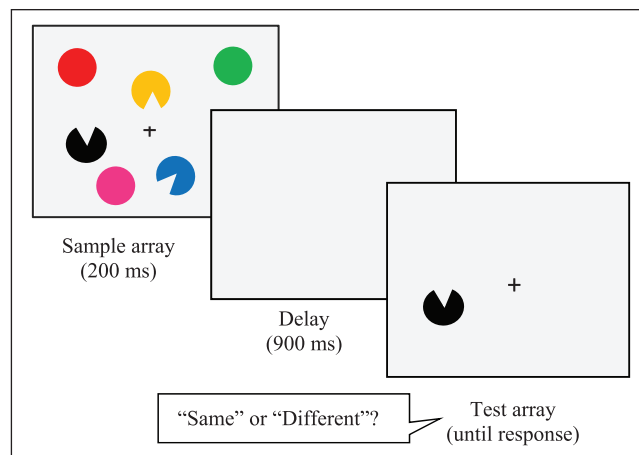 Sample array
(200 ms)
Delay
(900 ms)
“Same” or “Different”?
Test array
(until response)